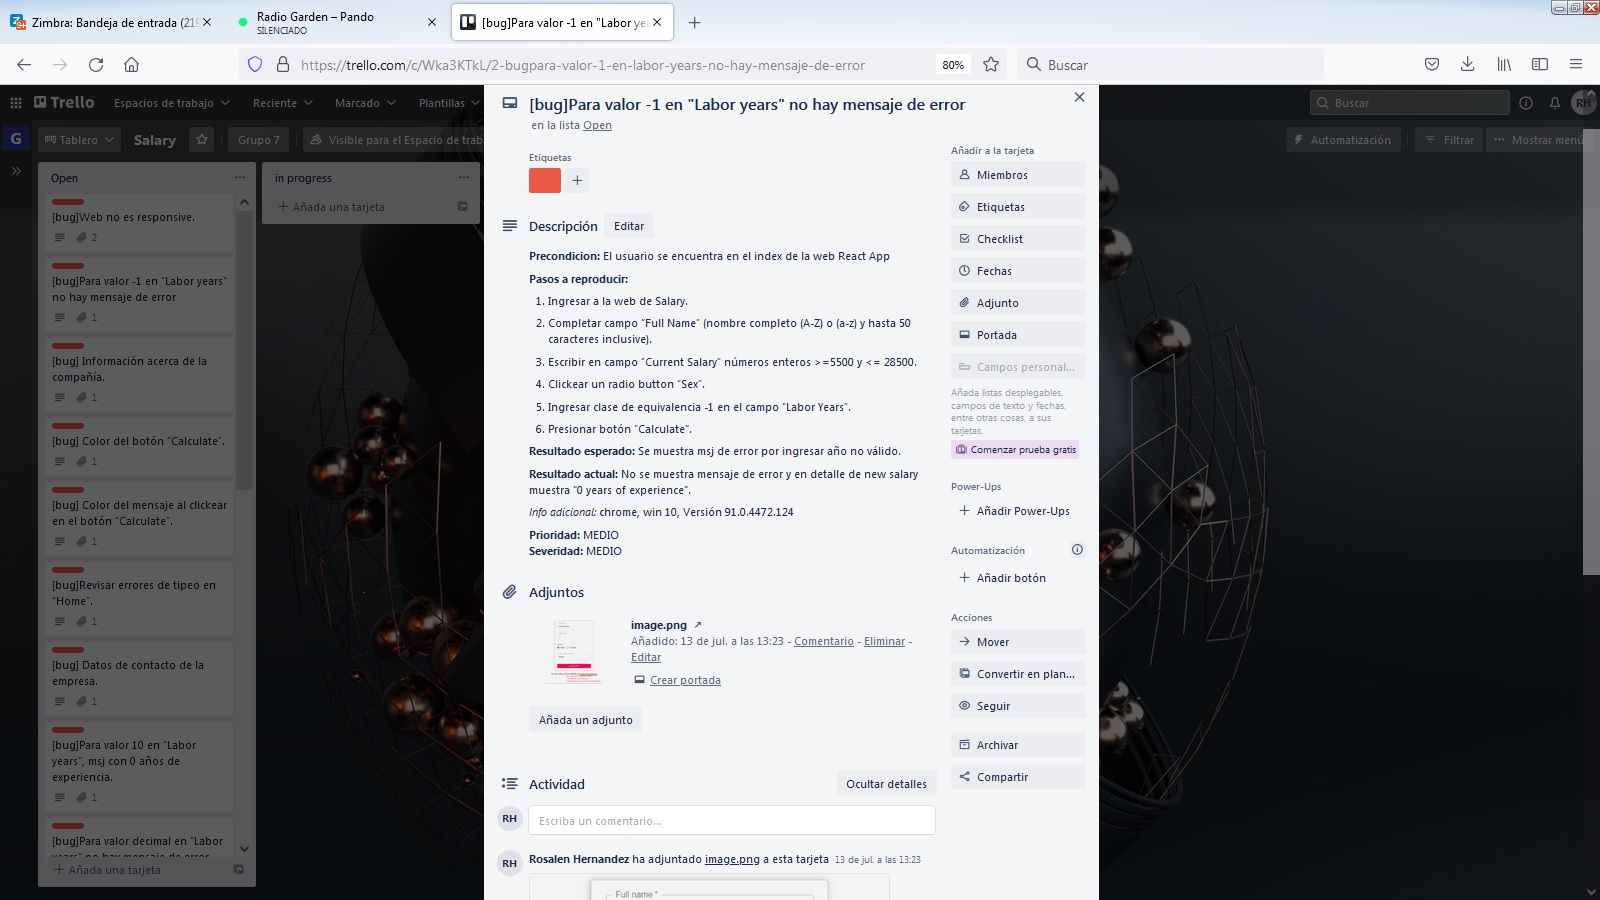 Zimbra: Bandeja de entrada (219
Radio Garden – Pando
SILENCIADO
[bug]Para valor -1 en "Labor ye
https://trello.com/c/Wka3KTkL/2-bugpara-valor-1-en-labor-years-no-hay-mensaje-de-error
80%
Buscar
Trello
Espacios de trabajo
Reciente
Marcado
Plantillas
Buscar
RH
G
Tablero
Salary
Grupo 7
Visible para el Espacio de trab
Automatización
Filtrar
Mostrar menú
Open
[bug]Web no es responsive.
2
[bug]Para valor -1 en "Labor years"
no hay mensaje de error
1
[bug] Información acerca de la
compañía.
1
[bug] Color del botón "Calculate".
1
[bug] Color del mensaje al clickear
en el botón "Calculate".
1
[bug]Revisar errores de tipeo en
"Home".
1
[bug] Datos de contacto de la
empresa.
1
[bug]Para valor 10 en "Labor
years", msj con 0 años de
experiencia.
1
[bug]Para valor decimal en "Labor
years" no hay mensaje de error
+ Añada una tarjeta
in progress
+ Añada una tarjeta
[bug]Para valor -1 en "Labor years" no hay mensaje de error
en la lista Open
Etiquetas
Descripción
Editar
Precondicion: El usuario se encuentra en el index de la web React App
Pasos a reproducir:
1. Ingresar a la web de Salary.
2. Completar campo "Full Name" (nombre completo (A-Z) o (a-z) y hasta 50
caracteres inclusive).
3. Escribir en campo "Current Salary" números enteros >=5500 y <= 28500.
4. Clickear un radio button "Sex".
5. Ingresar clase de equivalencia -1 en el campo "Labor Years".
6. Presionar botón "Calculate".
Resultado esperado: Se muestra msj de error por ingresar año no válido.
Resultado actual: No se muestra mensaje de error y en detalle de new salary
muestra "0 years of experience".
Info adicional: chrome, win 10, Versión 91.0.4472.124
Prioridad: MEDIO
Severidad: MEDIO
Adjuntos
image.png ↗
Añadido: 13 de jul. a las 13:23 - Comentario - Eliminar -
Editar
Crear portada
Añada un adjunto
Actividad
Ocultar detalles
RH
Escriba un comentario...
RH
Rosalen Hernandez ha adjuntado image.png a esta tarjeta 13 de jul. a las 13:23
Full name *
Añadir a la tarjeta
Miembros
Etiquetas
Checklist
Fechas
Adjunto
Portada
Campos personal...
Añada listas desplegables,
campos de texto y fechas,
entre otras cosas, a sus
tarjetas.
Comenzar prueba gratis
Power-Ups
+ Añadir Power-Ups
Automatización
+ Añadir botón
Acciones
Mover
Convertir en plan...
Seguir
Archivar
Compartir